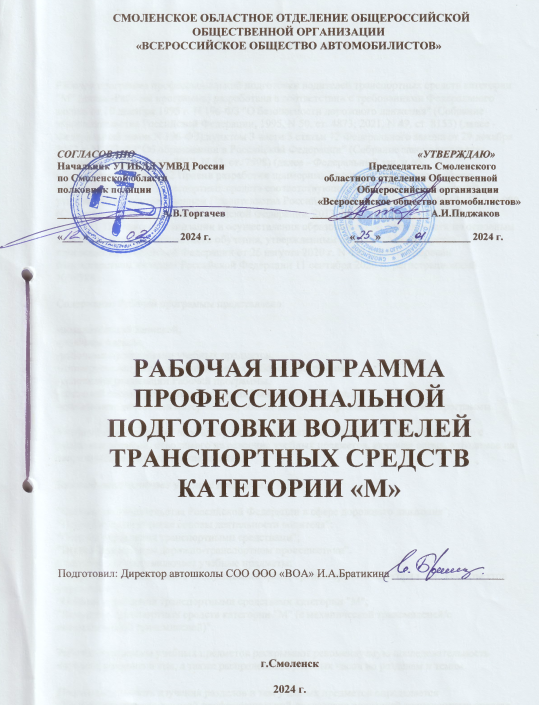 СМОЛЕНСКОЕ ОБЛАСТНОЕ ОТДЕЛЕНИЕ ОБЩЕРОССИЙСКОЙ
ОБЩЕСТВЕННОЙ ОРГАНИЗАЦИИ
«ВСЕРОССИЙСКОЕ ОБЩЕСТВО АВТОМОБИЛИСТОВ»
СОГЛАСОВАНО
Начальник УГИБДД УМВД России
по Смоленской области
полковник полиции
А.В.Торгачев
«12» 02 2024 г.
«УТВЕРЖДАЮ»
Председатель Смоленского
областного отделения Общественной
Общероссийской организации
«Всероссийское общество автомобилистов»
А.И.Пиджаков
«25» 01 2024 г.
РАБОЧАЯ ПРОГРАММА
ПРОФЕССИОНАЛЬНОЙ
ПОДГОТОВКИ ВОДИТЕЛЕЙ
ТРАНСПОРТНЫХ СРЕДСТВ
КАТЕГОРИИ «М»
Подготовил: Директор автошколы СОО ООО «ВОА» И.А.Братикина
г.Смоленск
2024 г.